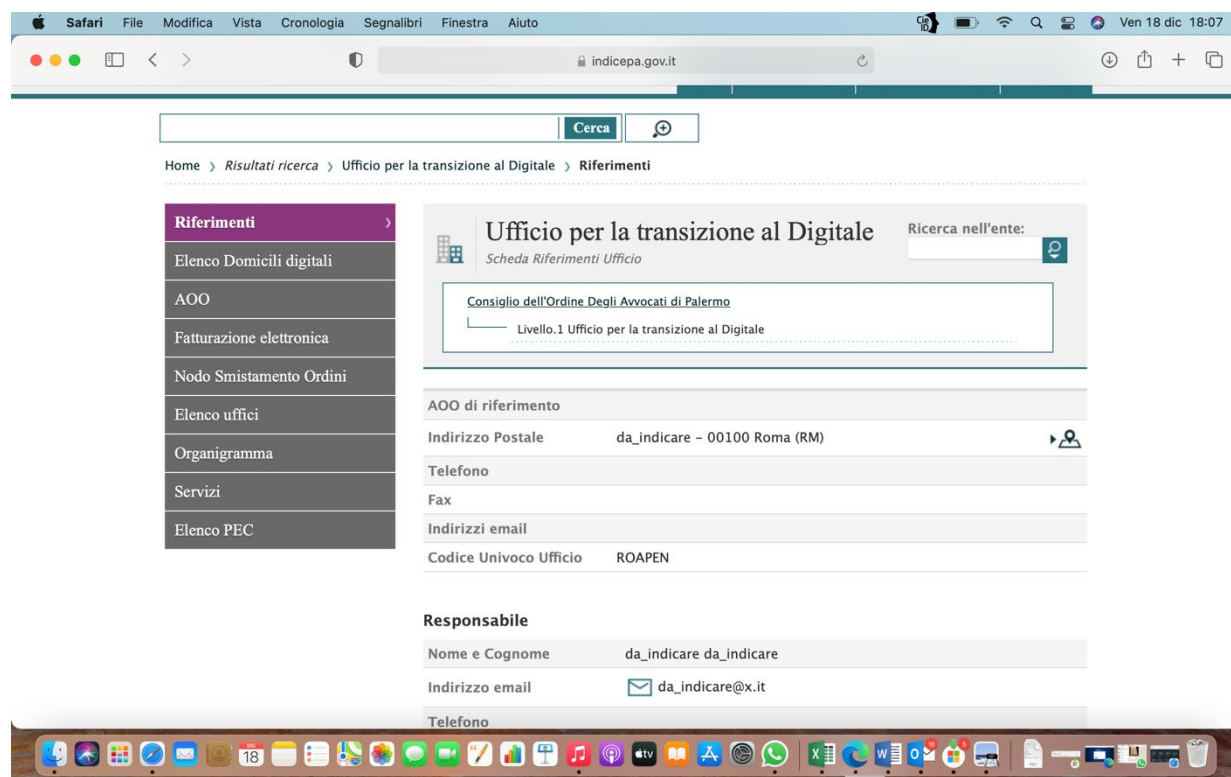 Safari File Modifica Vista Cronologia Segnalibri Finestra Aiuto Ven 18 dic 18:07
indicepa.gov.it
Cerca
Home › Risultati ricerca › Ufficio per la transizione al Digitale › Riferimenti
Riferimenti
Elenco Domicili digitali
AOO
Fatturazione elettronica
Nodo Smistamento Ordini
Elenco uffici
Organigramma
Servizi
Elenco PEC
Ufficio per la transizione al Digitale
Scheda Riferimenti Ufficio
Ricerca nell'ente:
Consiglio dell'Ordine Degli Avvocati di Palermo
Livello.1 Ufficio per la transizione al Digitale
AOO di riferimento
Indirizzo Postale da_indicare – 00100 Roma (RM)
Telefono
Fax
Indirizzi email
Codice Univoco Ufficio ROAPEN
Responsabile
Nome e Cognome da_indicare da_indicare
Indirizzo email da_indicare@x.it
Telefono